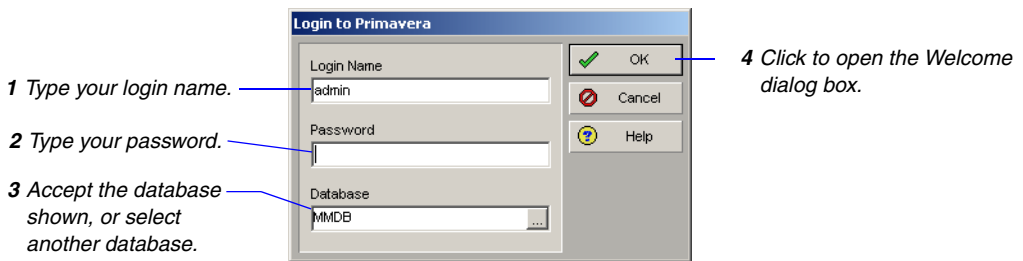 Login to Primavera
Login Name
admin
Password
Database
MMDB
...
OK
Cancel
Help
1 Type your login name.
2 Type your password.
3 Accept the database
shown, or select
another database.
4 Click to open the Welcome
dialog box.